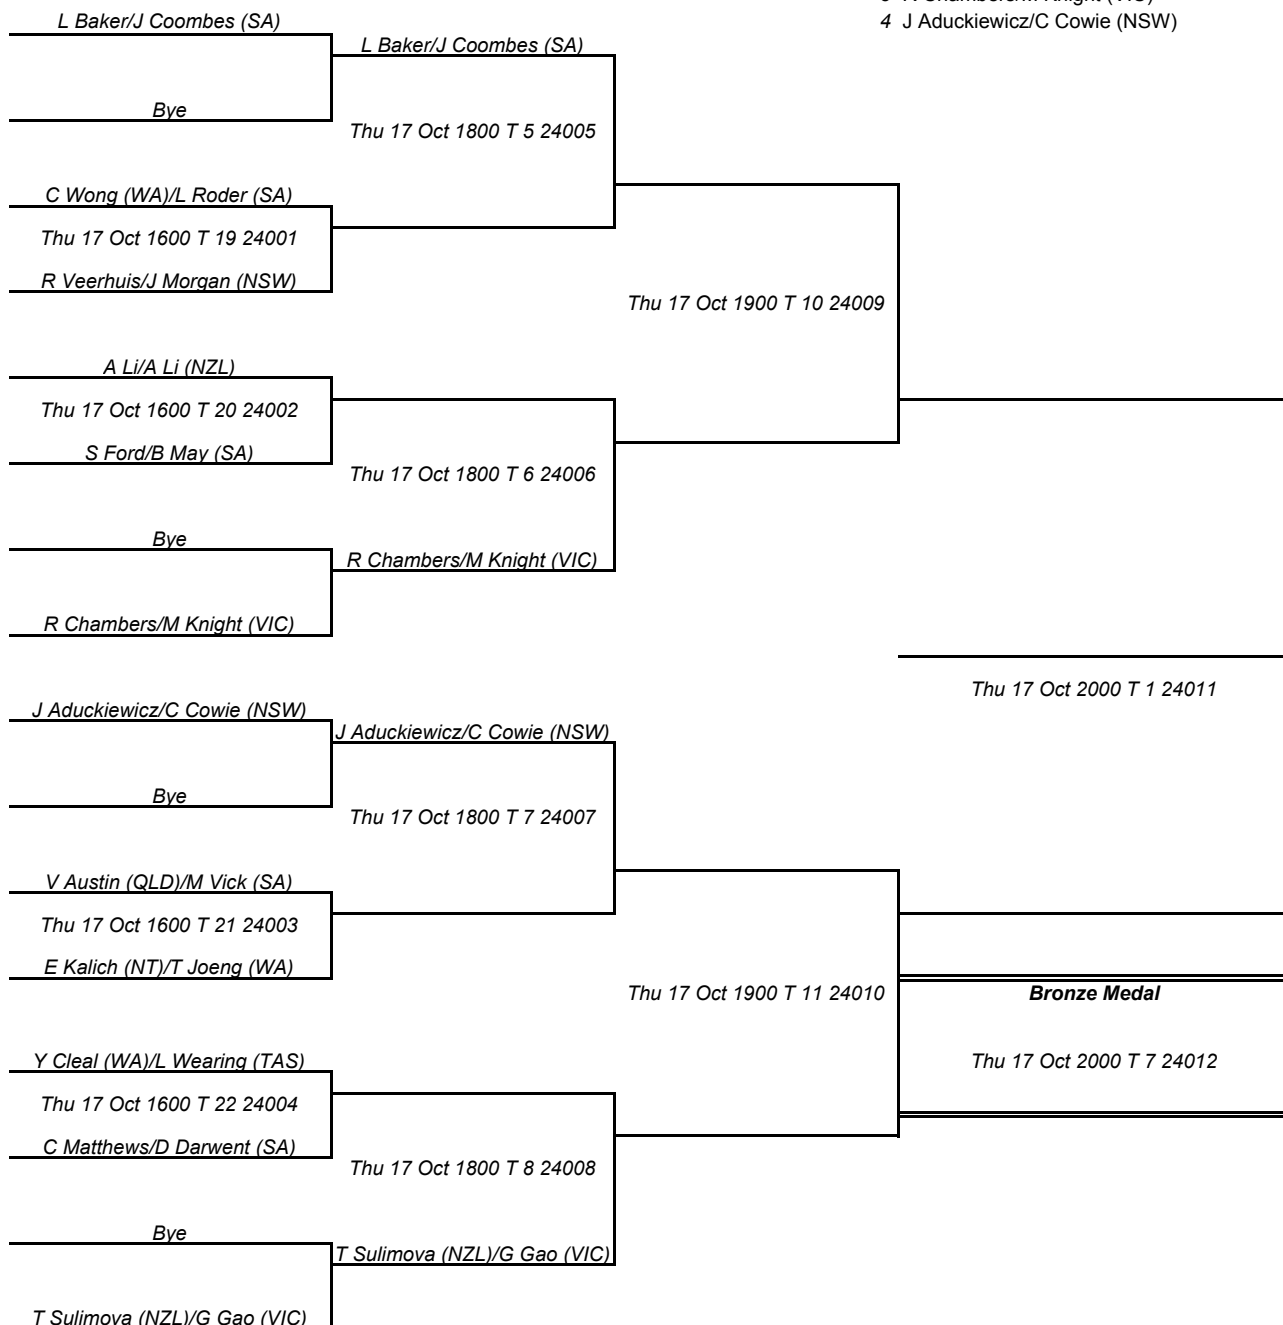 3 R Chambers/M Knight (VIC)
4 J Aduckiewicz/C Cowie (NSW)
L Baker/J Coombes (SA)
L Baker/J Coombes (SA)
Bye
Thu 17 Oct 1800 T 5 24005
C Wong (WA)/L Roder (SA)
Thu 17 Oct 1600 T 19 24001
R Veerhuis/J Morgan (NSW)
Thu 17 Oct 1900 T 10 24009
A Li/A Li (NZL)
Thu 17 Oct 1600 T 20 24002
S Ford/B May (SA)
Thu 17 Oct 1800 T 6 24006
Bye
R Chambers/M Knight (VIC)
R Chambers/M Knight (VIC)
Thu 17 Oct 2000 T 1 24011
J Aduckiewicz/C Cowie (NSW)
J Aduckiewicz/C Cowie (NSW)
Bye
Thu 17 Oct 1800 T 7 24007
V Austin (QLD)/M Vick (SA)
Thu 17 Oct 1600 T 21 24003
E Kalich (NT)/T Joeng (WA)
Thu 17 Oct 1900 T 11 24010
Bronze Medal
Y Cleal (WA)/L Wearing (TAS)
Thu 17 Oct 2000 T 7 24012
Thu 17 Oct 1600 T 22 24004
C Matthews/D Darwent (SA)
Thu 17 Oct 1800 T 8 24008
Bye
T Sulimova (NZL)/G Gao (VIC)
T Sulimova (NZL)/G Gao (VIC)